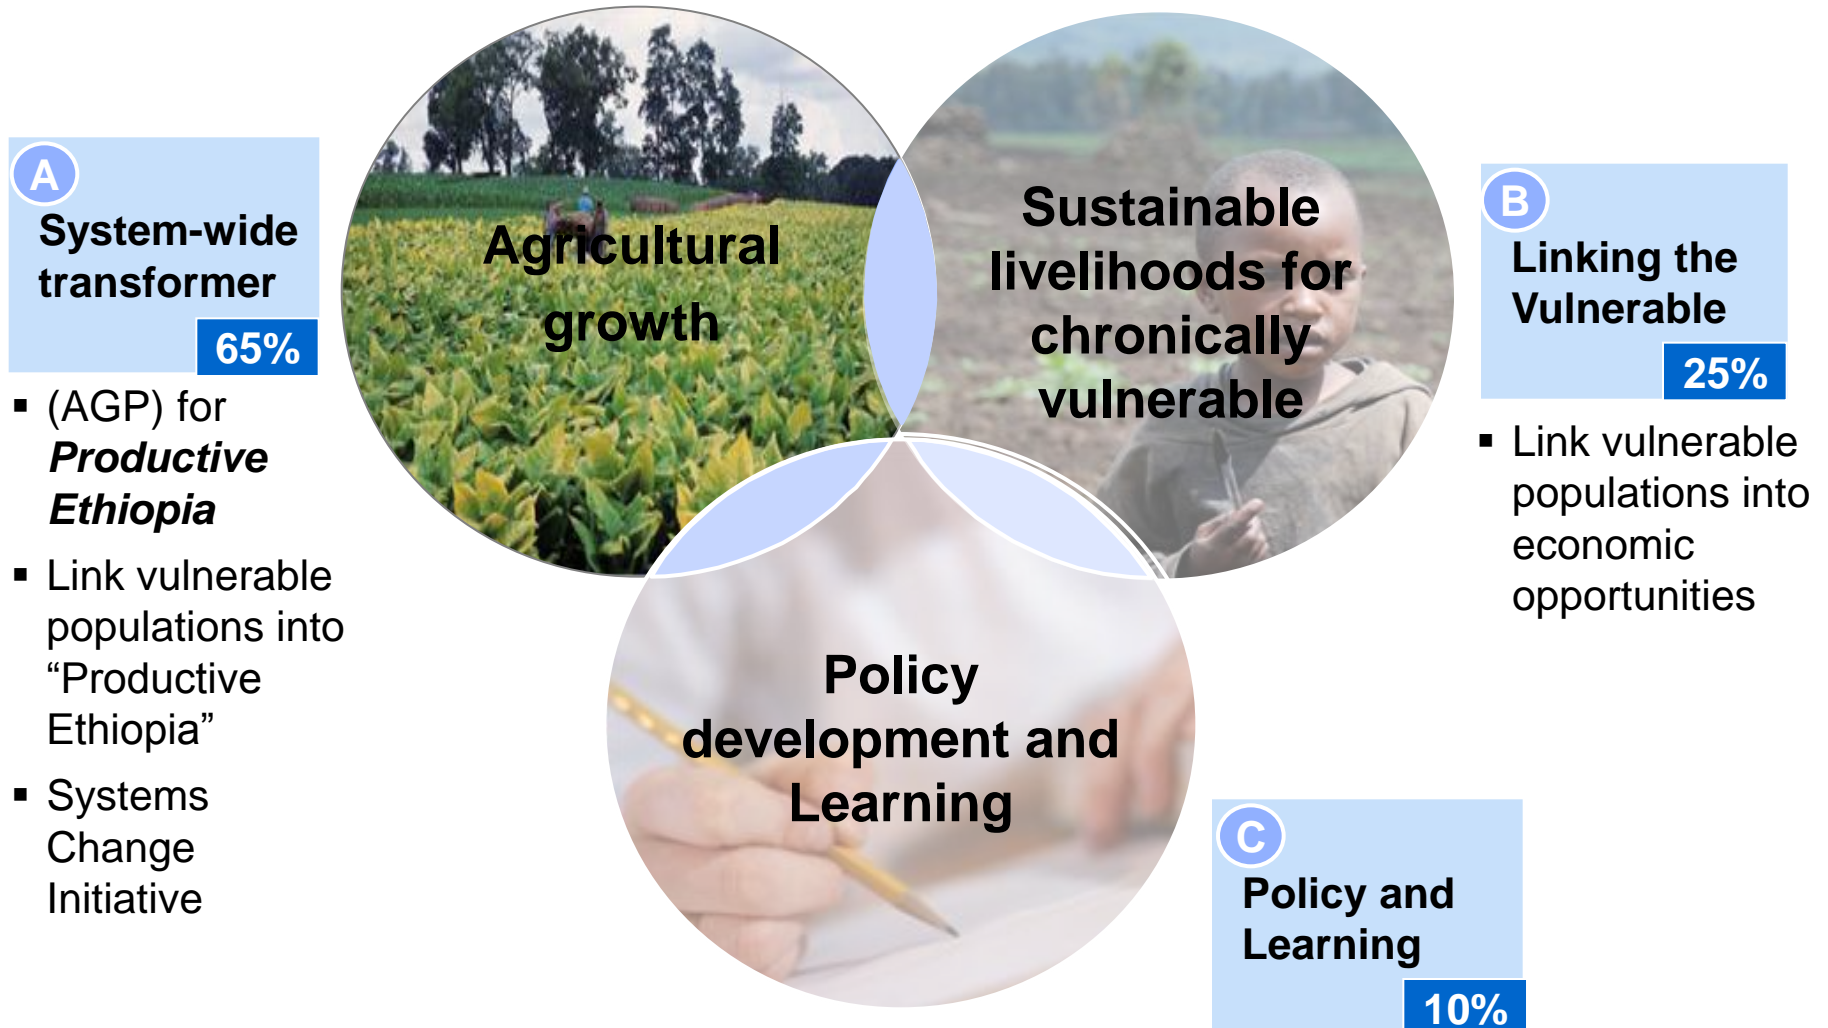 A
System-wide
transformer
65%
▪ (AGP) for
Productive
Ethiopia
▪ Link vulnerable
populations into
“Productive
Ethiopia”
▪ Systems
Change
Initiative
Agricultural
growth
Sustainable
livelihoods for
chronically
vulnerable
Policy
development and
Learning
B
Linking the
Vulnerable
25%
▪ Link vulnerable
populations into
economic
opportunities
C
Policy and
Learning
10%